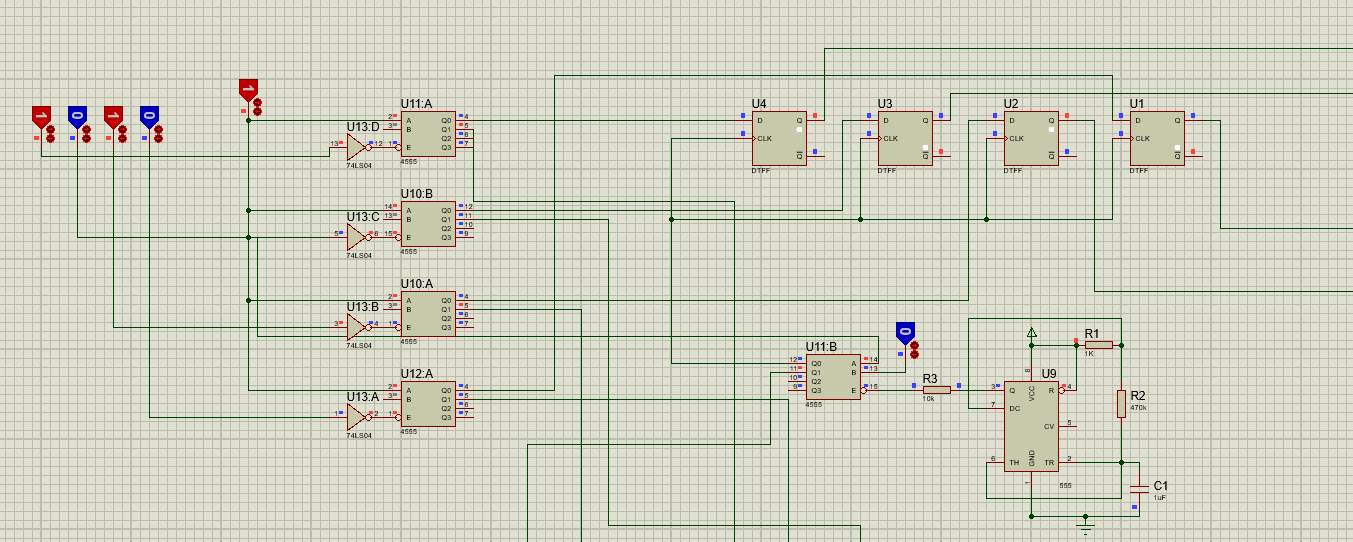 1
1
0
1
0
U11:A
2
A
Q0
4
3
B
Q1
5
Q2
6
1
E
Q3
7
4555
U13:D
13
12
74LS04
U10:B
14
A
Q0
12
13
B
Q1
11
Q2
10
15
E
Q3
9
4555
U13:C
5
6
74LS04
U10:A
2
A
Q0
4
3
B
Q1
5
Q2
6
1
E
Q3
7
4555
U13:B
3
4
74LS04
U12:A
2
A
Q0
4
3
B
Q1
5
Q2
6
1
E
Q3
7
4555
U13:A
1
2
74LS04
U4
D
Q
CLK
Q
DTFF
U3
D
Q
CLK
Q
DTFF
U2
D
Q
CLK
Q
DTFF
U1
D
Q
CLK
Q
DTFF
0
U11:B
12
Q0
A
14
11
Q1
B
13
10
Q2
9
Q3
E
15
4555
R3
10k
U9
8
VCC
3
Q
R
4
7
DC
CV
5
6
TH
TR
2
GND
1
555
R1
1K
R2
470k
C1
1uF